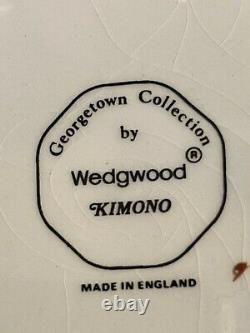 Georgetown Collection
by
Wedgwood ®
KIMONO
MADE IN ENGLAND